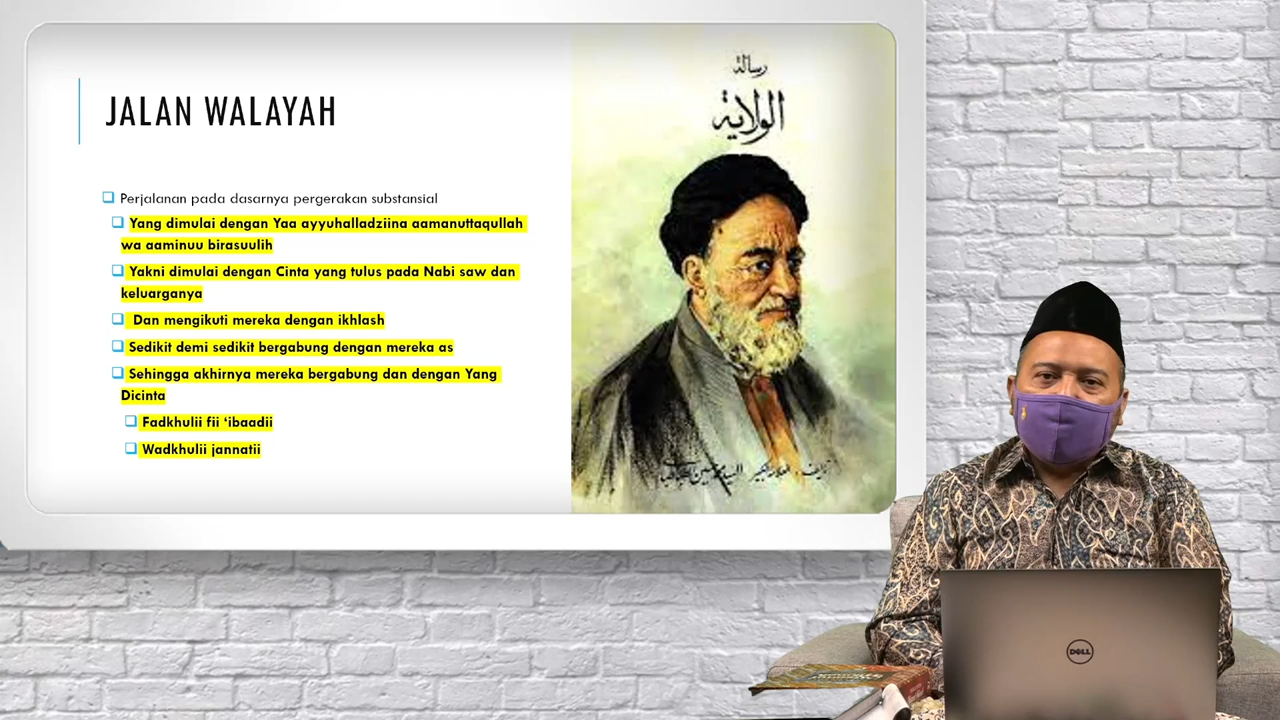 JALAN WALAYAH
Perjalanan pada dasarnya pergerakan substansial
Yang dimulai dengan Yaa ayyuhalladziina aamanuttaqullah
wa aaminuu birasuulih
Yakni dimulai dengan Cinta yang tulus pada Nabi saw dan
keluarganya
Dan mengikuti mereka dengan ikhlash
Sedikit demi sedikit bergabung dengan mereka as
Sehingga akhirnya mereka bergabung dan dengan Yang
Dicinta
Fadkhulii fii ‘ibaadii
Wadkhulii jannatii
رسالة
الولاية
DELL